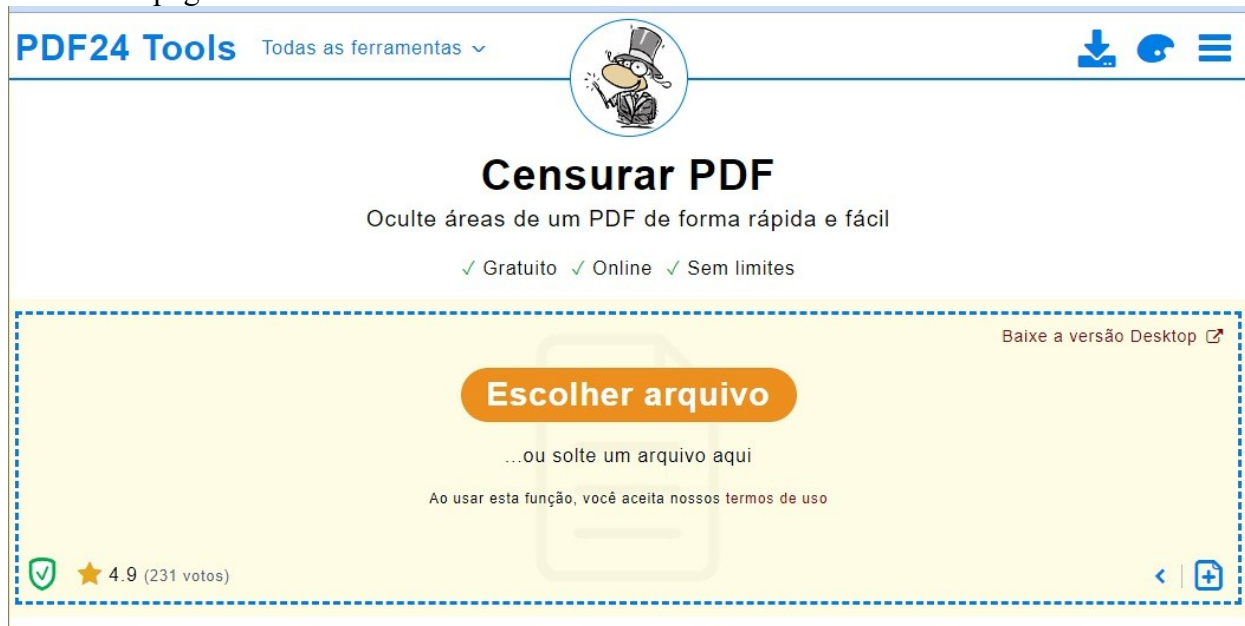 PDF24 Tools Todas as ferramentas
Censurar PDF
Oculte áreas de um PDF de forma rápida e fácil
✓ Gratuito ✓ Online ✓ Sem limites
Baixe a versão Desktop
Escolher arquivo
...ou solte um arquivo aqui
Ao usar esta função, você aceita nossos termos de uso
4.9 (231 votos)